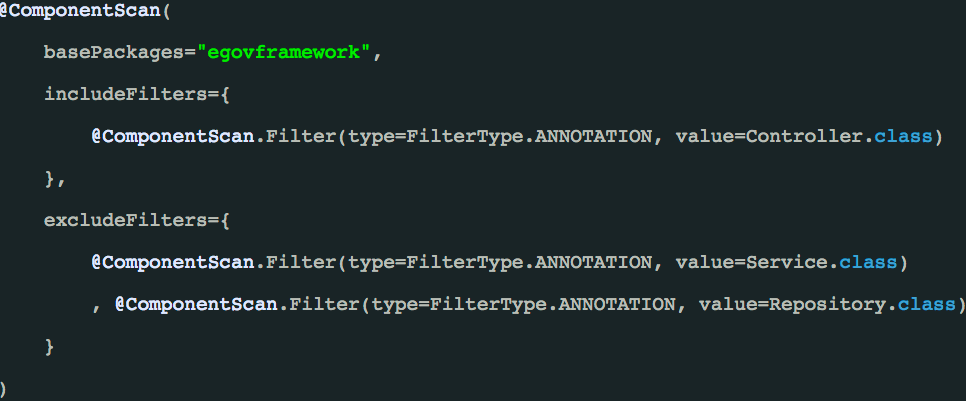 @ComponentScan(
basePackages="egovframework",
includeFilters={
@ComponentScan.Filter(type=FilterType.ANNOTATION, value=Controller.class)
},
excludeFilters={
@ComponentScan.Filter(type=FilterType.ANNOTATION, value=Service.class)
, @ComponentScan.Filter(type=FilterType.ANNOTATION, value=Repository.class)
}
)